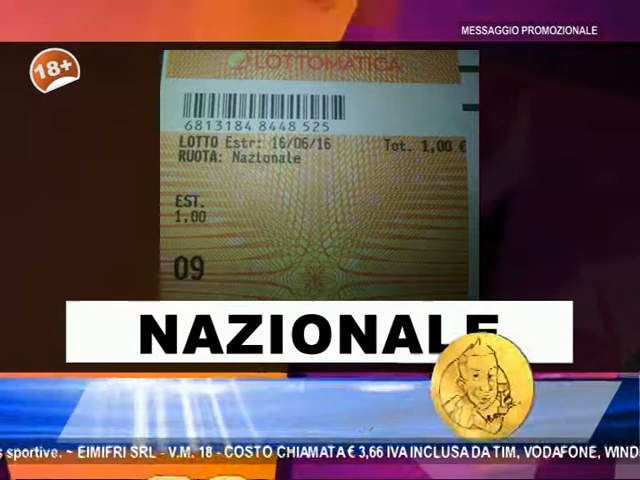 MESSAGGIO PROMOZIONALE
18+
LOTTOMATICA
6813184 8448 525
LOTTO Estr: 16/06/16 Tot. 1,00 €
RUOTA: Nazionale
EST.
1,00
09
NAZIONALE
s sportive. ~ EIMIFRI SRL - V.M. 18 - COSTO CHIAMATA € 3,66 IVA INCLUSA DA TIM, VODAFONE, WIND